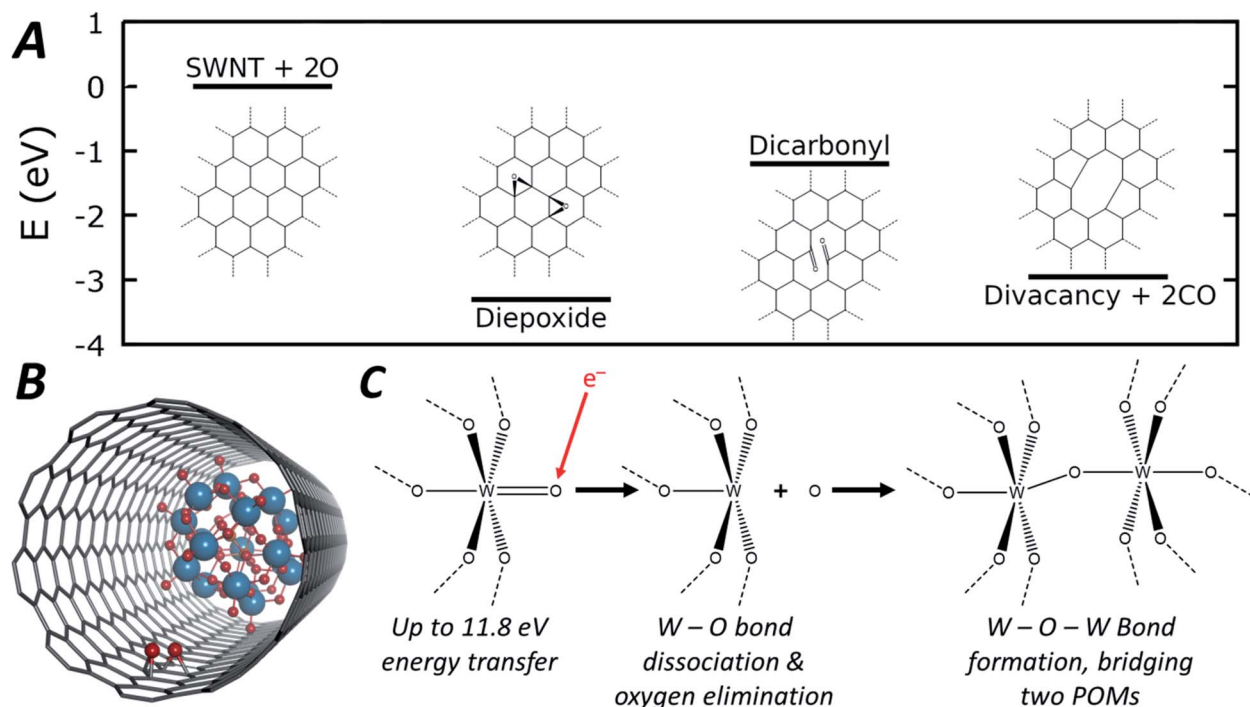 A
E (eV)
1
0
-1
-2
-3
-4
SWNT + 2O
O
O
Diepoxide
Dicarbonyl
O
O
Divacancy + 2CO
B
C
e⁻
O
O
O
W
O
O
O
O
O
O
W
O
O
+ O
O
O
O
W
O
O
O
O
O
W
O
O
O
Up to 11.8 eV
energy transfer
W – O bond
dissociation &
oxygen elimination
W – O – W Bond
formation, bridging
two POMs